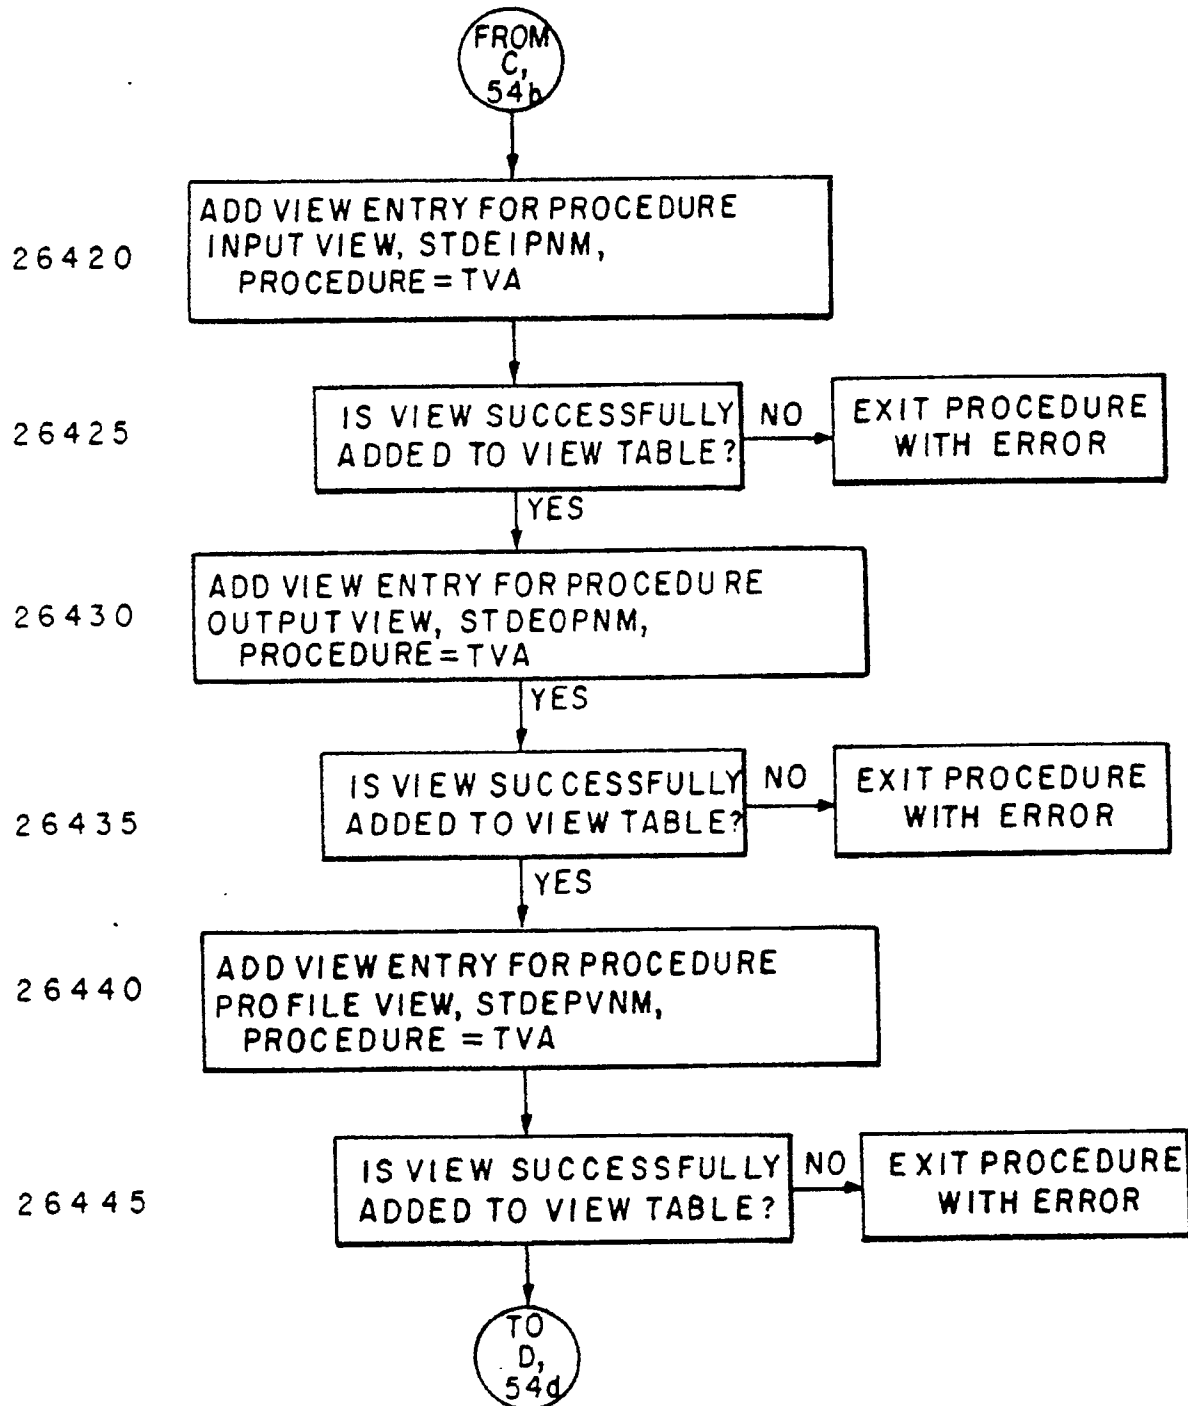 FROM
C,
54b
26420
ADD VIEW ENTRY FOR PROCEDURE
INPUT VIEW, STDEIPNM,
PROCEDURE = TVA
26425
IS VIEW SUCCESSFULLY
ADDED TO VIEW TABLE?
NO
EXIT PROCEDURE
WITH ERROR
YES
26430
ADD VIEW ENTRY FOR PROCEDURE
OUTPUT VIEW, STDEOPNM,
PROCEDURE = TVA
YES
26435
IS VIEW SUCCESSFULLY
ADDED TO VIEW TABLE?
NO
EXIT PROCEDURE
WITH ERROR
YES
26440
ADD VIEW ENTRY FOR PROCEDURE
PROFILE VIEW, STDEPVNM,
PROCEDURE = TVA
26445
IS VIEW SUCCESSFULLY
ADDED TO VIEW TABLE?
NO
EXIT PROCEDURE
WITH ERROR
TO
D,
54d